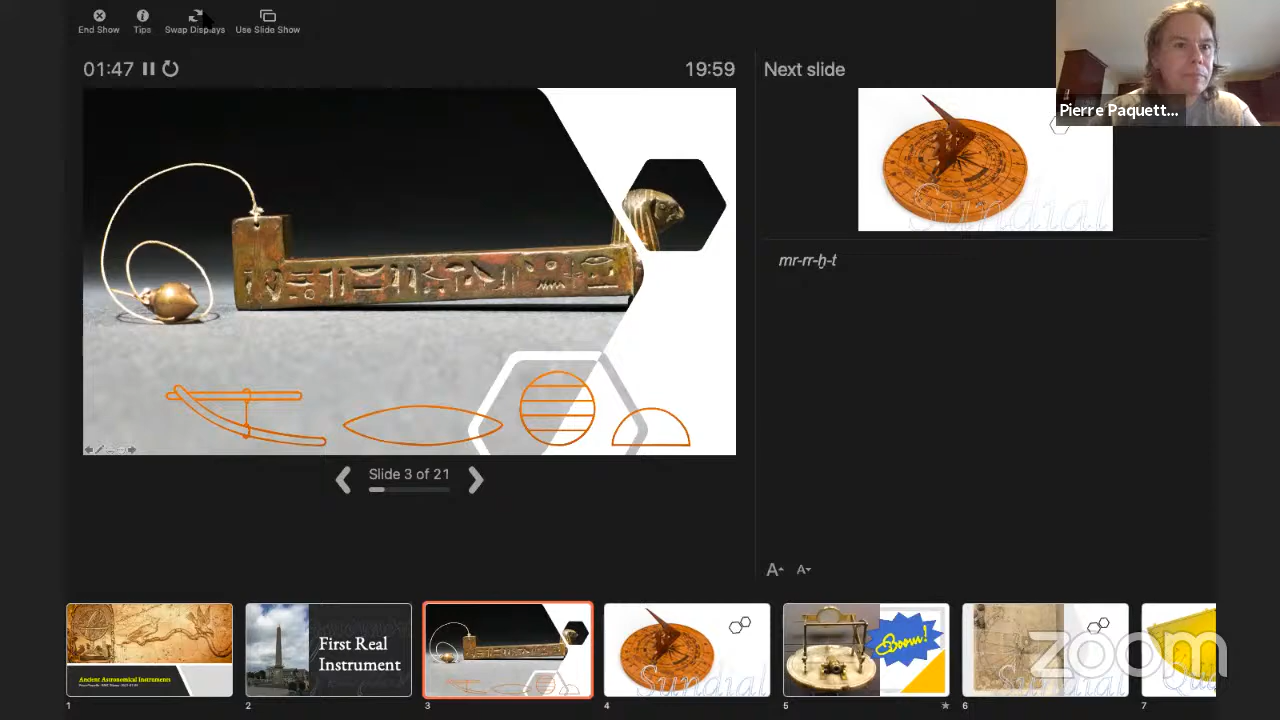 End Show Tips Swap Displays Use Slide Show
01:47 19:59 Next slide
Pierre Paquett...
Sundial
mr-rr-ḫ-t
Slide 3 of 21
A A
Ancient Astronomical Instruments
First Real
Instrument
Sundial
Boom!
zoom
1 2 3 4 5 6 7